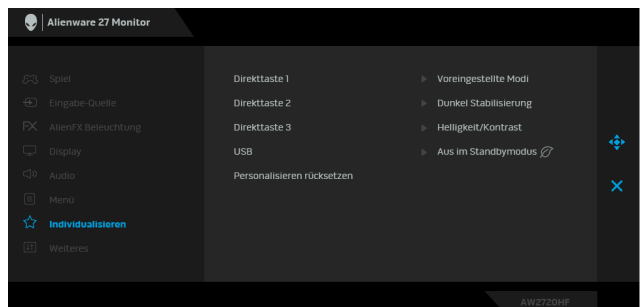 Alienware 27 Monitor
Spiel
Eingabe-Quelle
AlienFX Beleuchtung
Display
Audio
Menü
Individualisieren
Weiteres
Direkttaste 1 Voreingestellte Modi
Direkttaste 2 Dunkel Stabilisierung
Direkttaste 3 Helligkeit/Kontrast
USB Aus im Standbymodus
Personalisieren rücksetzen
AW2720HF